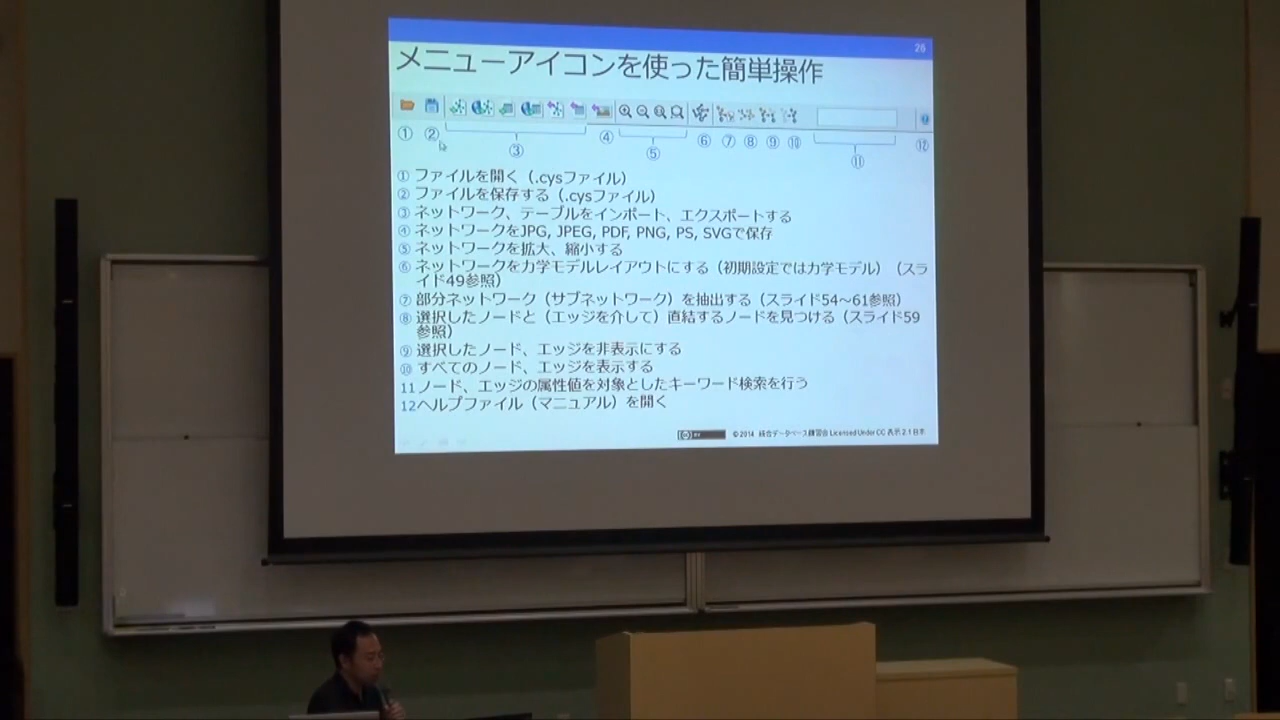 26
メニューアイコンを使った簡単操作
① ② ③ ④ ⑤ ⑥ ⑦ ⑧ ⑨ ⑩ ⑪ ⑫
① ファイルを開く（.cysファイル）
② ファイルを保存する（.cysファイル）
③ ネットワーク、テーブルをインポート、エクスポートする
④ ネットワークをJPG, JPEG, PDF, PNG, PS, SVGで保存
⑤ ネットワークを拡大、縮小する
⑥ ネットワークを力学モデルレイアウトにする（初期設定では力学モデル）（スラ
イド49参照）
⑦ 部分ネットワーク（サブネットワーク）を抽出する（スライド54～61参照）
⑧ 選択したノードと（エッジを介して）直結するノードを見つける（スライド59
参照）
⑨ 選択したノード、エッジを非表示にする
⑩ すべてのノード、エッジを表示する
11 ノード、エッジの属性値を対象としたキーワード検索を行う
12 ヘルプファイル（マニュアル）を開く
© 2014 統合データベース講習会 Licensed Under CC 表示 2.1 日本